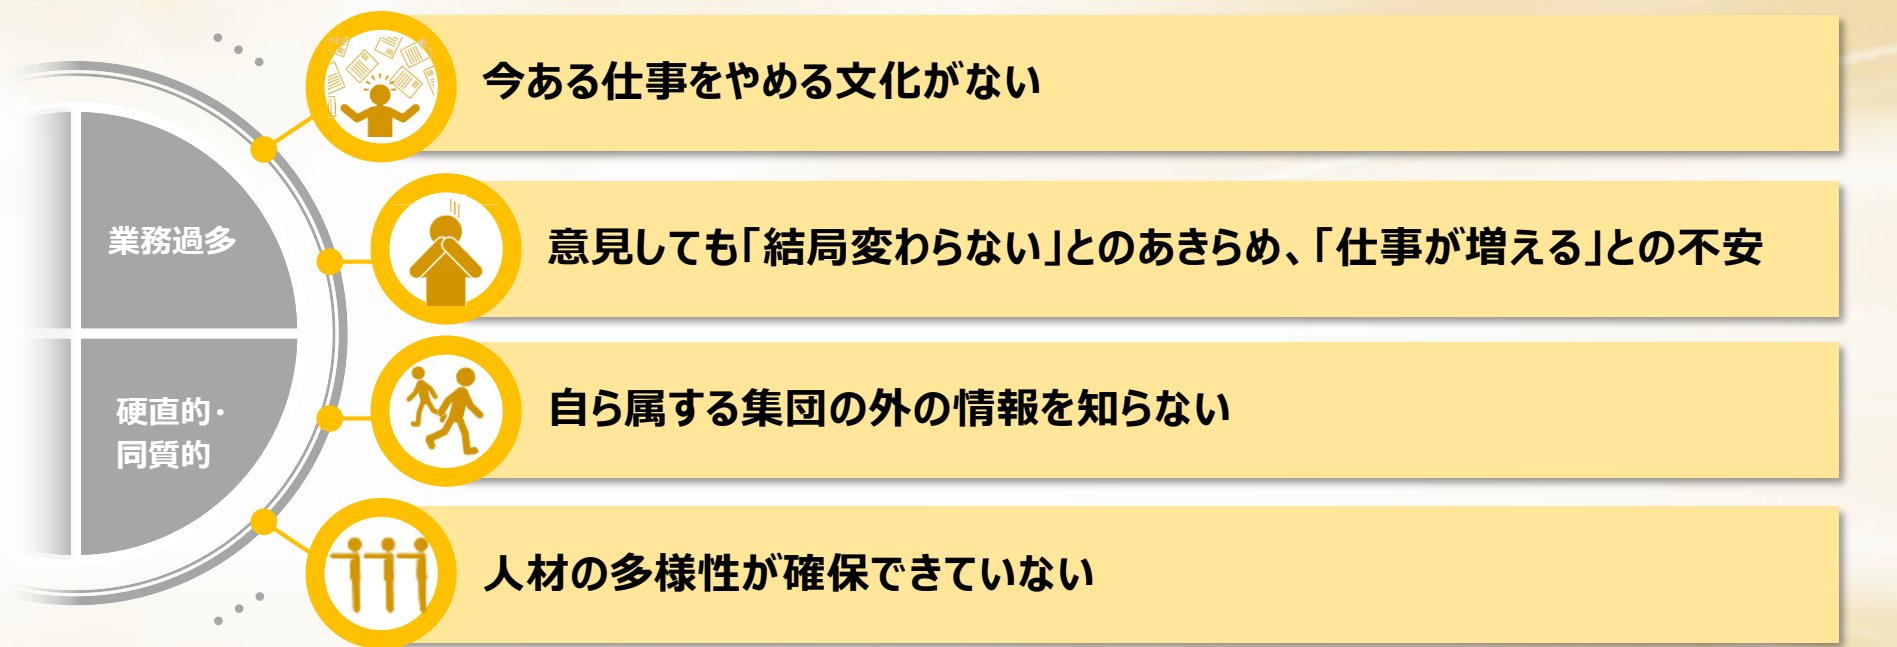 今ある仕事をやめる文化がない
業務過多
意見しても「結局変わらない」とのあきらめ、「仕事が増える」との不安
硬直的・
同質的
自ら属する集団の外の情報を知らない
人材の多様性が確保できていない